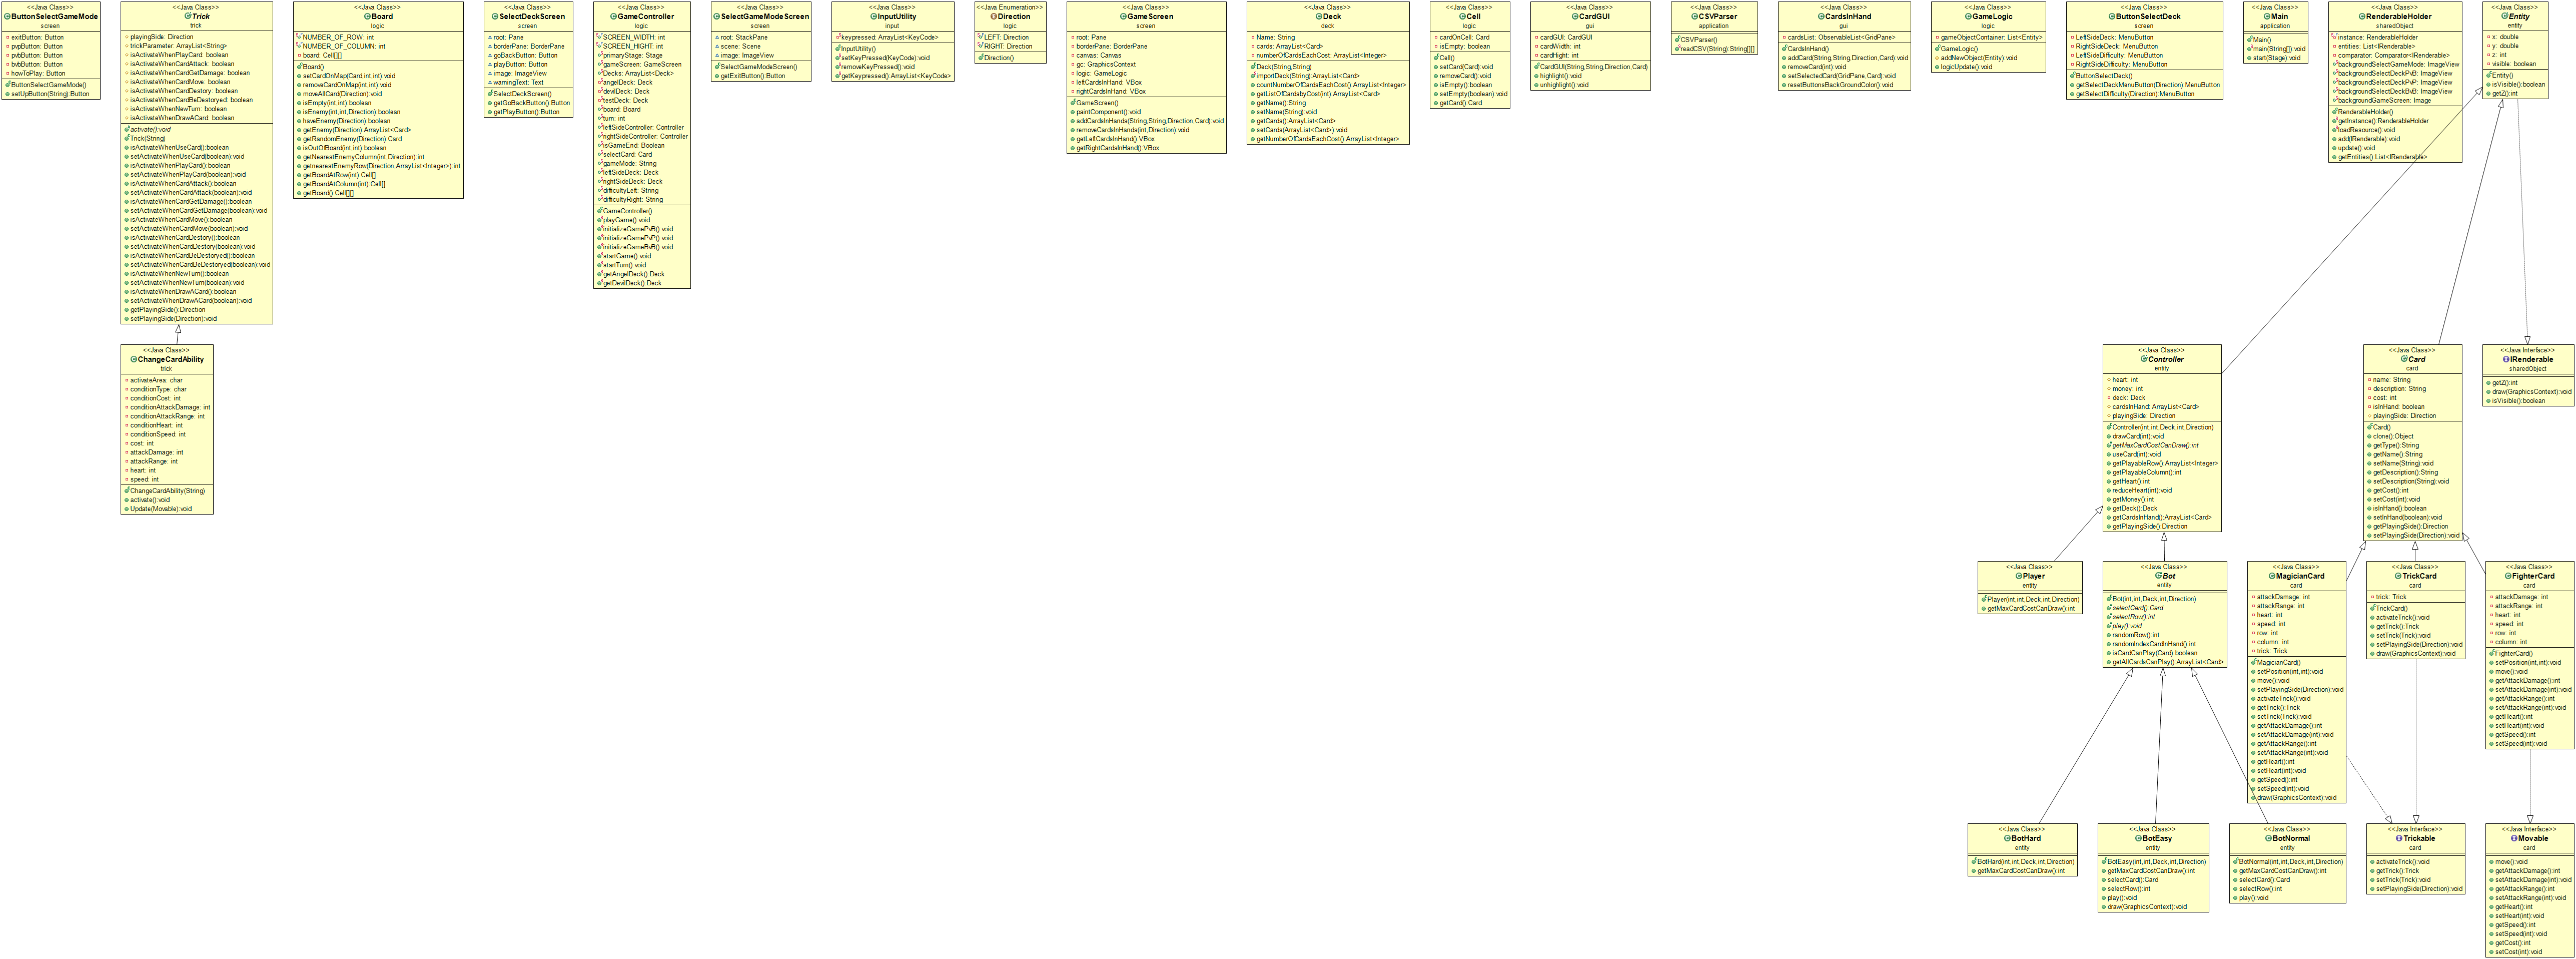 <<Java Class>>
ButtonSelectGameMode
screen
exitButton: Button
pvpButton: Button
pvbButton: Button
bvbButton: Button
howToPlay: Button
ButtonSelectGameMode()
setUpButton(String):Button
<<Java Class>>
Trick
trick
playingSide: Direction
trickParameter: ArrayList<String>
isActivateWhenPlayCard: boolean
isActivateWhenCardAttack: boolean
isActivateWhenCardGetDamage: boolean
isActivateWhenCardMove: boolean
isActivateWhenCardDestory: boolean
isActivateWhenCardBeDestoryed: boolean
isActivateWhenNewTurn: boolean
isActivateWhenDrawACard: boolean
activate():void
Trick(String)
isActivateWhenUseCard():boolean
setActivateWhenUseCard(boolean):void
isActivateWhenPlayCard():boolean
setActivateWhenPlayCard(boolean):void
isActivateWhenCardAttack():boolean
setActivateWhenCardAttack(boolean):void
isActivateWhenCardGetDamage():boolean
setActivateWhenCardGetDamage(boolean):void
isActivateWhenCardMove():boolean
setActivateWhenCardMove(boolean):void
isActivateWhenCardDestory():boolean
setActivateWhenCardDestory(boolean):void
isActivateWhenCardBeDestoryed():boolean
setActivateWhenCardBeDestoryed(boolean):void
isActivateWhenNewTurn():boolean
setActivateWhenNewTurn(boolean):void
isActivateWhenDrawACard():boolean
setActivateWhenDrawACard(boolean):void
getPlayingSide():Direction
setPlayingSide(Direction):void
<<Java Class>>
ChangeCardAbility
trick
activateArea: char
conditionType: char
conditionCost: int
conditionAttackDamage: int
conditionAttackRange: int
conditionHeart: int
conditionSpeed: int
cost: int
attackDamage: int
attackRange: int
heart: int
speed: int
ChangeCardAbility(String)
activate():void
Update(Movable):void
<<Java Class>>
Board
logic
NUMBER_OF_ROW: int
NUMBER_OF_COLUMN: int
board: Cell[][]
Board()
setCardOnMap(Card,int,int):void
removeCardOnMap(int,int):void
moveAllCard(Direction):void
isEmpty(int,int):boolean
isEnemy(int,int,Direction):boolean
haveEnemy(Direction):boolean
getEnemy(Direction):ArrayList<Card>
getRandomEnemy(Direction):Card
isOutOfBoard(int,int):boolean
getNearestEnemyColumn(int,Direction):int
getnearestEnemyRow(Direction,ArrayList<Integer>):int
getBoardAtRow(int):Cell[]
getBoardAtColumn(int):Cell[]
getBoard():Cell[][]
<<Java Class>>
SelectDeckScreen
screen
root: Pane
borderPane: BorderPane
goBackButton: Button
playButton: Button
image: ImageView
warningText: Text
SelectDeckScreen()
getGoBackButton():Button
getPlayButton():Button
<<Java Class>>
GameController
logic
SCREEN_WIDTH: int
SCREEN_HIGHT: int
primaryStage: Stage
gameScreen: GameScreen
Decks: ArrayList<Deck>
angelDeck: Deck
devilDeck: Deck
testDeck: Deck
board: Board
turn: int
leftSideController: Controller
rightSideController: Controller
isGameEnd: Boolean
selectCard: Card
gameMode: String
leftSideDeck: Deck
rightSideDeck: Deck
difficultyLeft: String
difficultyRight: String
GameController()
playGame():void
initializeGamePvB():void
initializeGamePvP():void
initializeGameBvB():void
startGame():void
startTurn():void
getAngelDeck():Deck
getDevilDeck():Deck
<<Java Class>>
SelectGameModeScreen
screen
root: StackPane
scene: Scene
image: ImageView
SelectGameModeScreen()
getExitButton():Button
<<Java Class>>
InputUtility
input
keypressed: ArrayList<KeyCode>
InputUtility()
setKeyPressed(KeyCode):void
removeKeyPressed():void
getKeypressed():ArrayList<KeyCode>
<<Java Enumeration>>
Direction
logic
LEFT: Direction
RIGHT: Direction
Direction()
<<Java Class>>
GameScreen
screen
root: Pane
borderPane: BorderPane
canvas: Canvas
gc: GraphicsContext
logic: GameLogic
leftCardsInHand: VBox
rightCardsInHand: VBox
GameScreen()
paintComponent():void
addCardsInHands(String,String,Direction,Card):void
removeCardsInHands(int,Direction):void
getLeftCardsInHand():VBox
getRightCardsInHand():VBox
<<Java Class>>
Deck
deck
Name: String
cards: ArrayList<Card>
numberOfCardsEachCost: ArrayList<Integer>
Deck(String,String)
importDeck(String):ArrayList<Card>
countNumberOfCardsEachCost():ArrayList<Integer>
getListOfCardsbyCost(int):ArrayList<Card>
getName():String
setName(String):void
getCards():ArrayList<Card>
setCards(ArrayList<Card>):void
getNumberOfCardsEachCost():ArrayList<Integer>
<<Java Class>>
Cell
logic
cardOnCell: Card
isEmpty: boolean
Cell()
setCard(Card):void
removeCard():void
isEmpty():boolean
setEmpty(boolean):void
getCard():Card
<<Java Class>>
CardGUI
gui
cardGUI: CardGUI
cardWidth: int
cardHight: int
CardGUI(String,String,Direction,Card)
highlight():void
unhighlight():void
<<Java Class>>
CSVParser
application
CSVParser()
readCSV(String):String[][]
<<Java Class>>
CardsInHand
gui
cardsList: ObservableList<GridPane>
CardsInHand()
addCard(String,String,Direction,Card):void
removeCard(int):void
setSelectedCard(GridPane,Card):void
resetButtonsBackGroundColor():void
<<Java Class>>
GameLogic
logic
gameObjectContainer: List<Entity>
GameLogic()
addNewObject(Entity):void
logicUpdate():void
<<Java Class>>
ButtonSelectDeck
screen
LeftSideDeck: MenuButton
RightSideDeck: MenuButton
LeftSideDifficulty: MenuButton
RightSideDifficulty: MenuButton
ButtonSelectDeck()
getSelectDeckMenuButton(Direction):MenuButton
getSelectDifficulty(Direction):MenuButton
<<Java Class>>
Main
application
Main()
main(String[]):void
start(Stage):void
<<Java Class>>
RenderableHolder
sharedObject
instance: RenderableHolder
entities: List<IRenderable>
comparator: Comparator<IRenderable>
backgroundSelectGameMode: ImageView
backgroundSelectDeckPvB: ImageView
backgroundSelectDeckPvP: ImageView
backgroundSelectDeckBvB: ImageView
backgroundGameScreen: Image
RenderableHolder()
getInstance():RenderableHolder
loadResource():void
add(IRenderable):void
update():void
getEntities():List<IRenderable>
<<Java Class>>
Entity
entity
x: double
y: double
z: int
visible: boolean
Entity()
isVisible():boolean
getZ():int
<<Java Class>>
Controller
entity
heart: int
money: int
deck: Deck
cardsInHand: ArrayList<Card>
playingSide: Direction
Controller(int,int,Deck,int,Direction)
drawCard(int):void
getMaxCardCostCanDraw():int
useCard(int):void
getPlayableRow():ArrayList<Integer>
getPlayableColumn():int
getHeart():int
reduceHeart(int):void
getMoney():int
getDeck():Deck
getCardsInHand():ArrayList<Card>
getPlayingSide():Direction
<<Java Class>>
Card
card
name: String
description: String
cost: int
isInHand: boolean
playingSide: Direction
Card()
clone():Object
getType():String
getName():String
setName(String):void
getDescription():String
setDescription(String):void
getCost():int
setCost(int):void
isInHand():boolean
setInHand(boolean):void
getPlayingSide():Direction
setPlayingSide(Direction):void
<<Java Interface>>
IRenderable
sharedObject
getZ():int
draw(GraphicsContext):void
isVisible():boolean
<<Java Class>>
Player
entity
Player(int,int,Deck,int,Direction)
getMaxCardCostCanDraw():int
<<Java Class>>
Bot
entity
Bot(int,int,Deck,int,Direction)
selectCard():Card
selectRow():int
play():void
randomRow():int
randomIndexCardInHand():int
isCardCanPlay(Card):boolean
getAllCardsCanPlay():ArrayList<Card>
<<Java Class>>
MagicianCard
card
attackDamage: int
attackRange: int
heart: int
speed: int
row: int
column: int
trick: Trick
MagicianCard()
setPosition(int,int):void
move():void
setPlayingSide(Direction):void
activateTrick():void
getTrick():Trick
setTrick(Trick):void
getAttackDamage():int
setAttackDamage(int):void
getAttackRange():int
setAttackRange(int):void
getHeart():int
setHeart(int):void
getSpeed():int
setSpeed(int):void
draw(GraphicsContext):void
<<Java Class>>
TrickCard
card
trick: Trick
TrickCard()
activateTrick():void
getTrick():Trick
setTrick(Trick):void
setPlayingSide(Direction):void
draw(GraphicsContext):void
<<Java Class>>
FighterCard
card
attackDamage: int
attackRange: int
heart: int
speed: int
row: int
column: int
FighterCard()
setPosition(int,int):void
move():void
getAttackDamage():int
setAttackDamage(int):void
getAttackRange():int
setAttackRange(int):void
getHeart():int
setHeart(int):void
getSpeed():int
setSpeed(int):void
<<Java Class>>
BotHard
entity
BotHard(int,int,Deck,int,Direction)
getMaxCardCostCanDraw():int
<<Java Class>>
BotEasy
entity
BotEasy(int,int,Deck,int,Direction)
getMaxCardCostCanDraw():int
selectCard():Card
selectRow():int
play():void
draw(GraphicsContext):void
<<Java Class>>
BotNormal
entity
BotNormal(int,int,Deck,int,Direction)
getMaxCardCostCanDraw():int
selectCard():Card
selectRow():int
play():void
<<Java Interface>>
Trickable
card
activateTrick():void
getTrick():Trick
setTrick(Trick):void
setPlayingSide(Direction):void
<<Java Interface>>
Movable
card
move():void
getAttackDamage():int
setAttackDamage(int):void
getAttackRange():int
setAttackRange(int):void
getHeart():int
setHeart(int):void
getSpeed():int
setSpeed(int):void
getCost():int
setCost(int):void